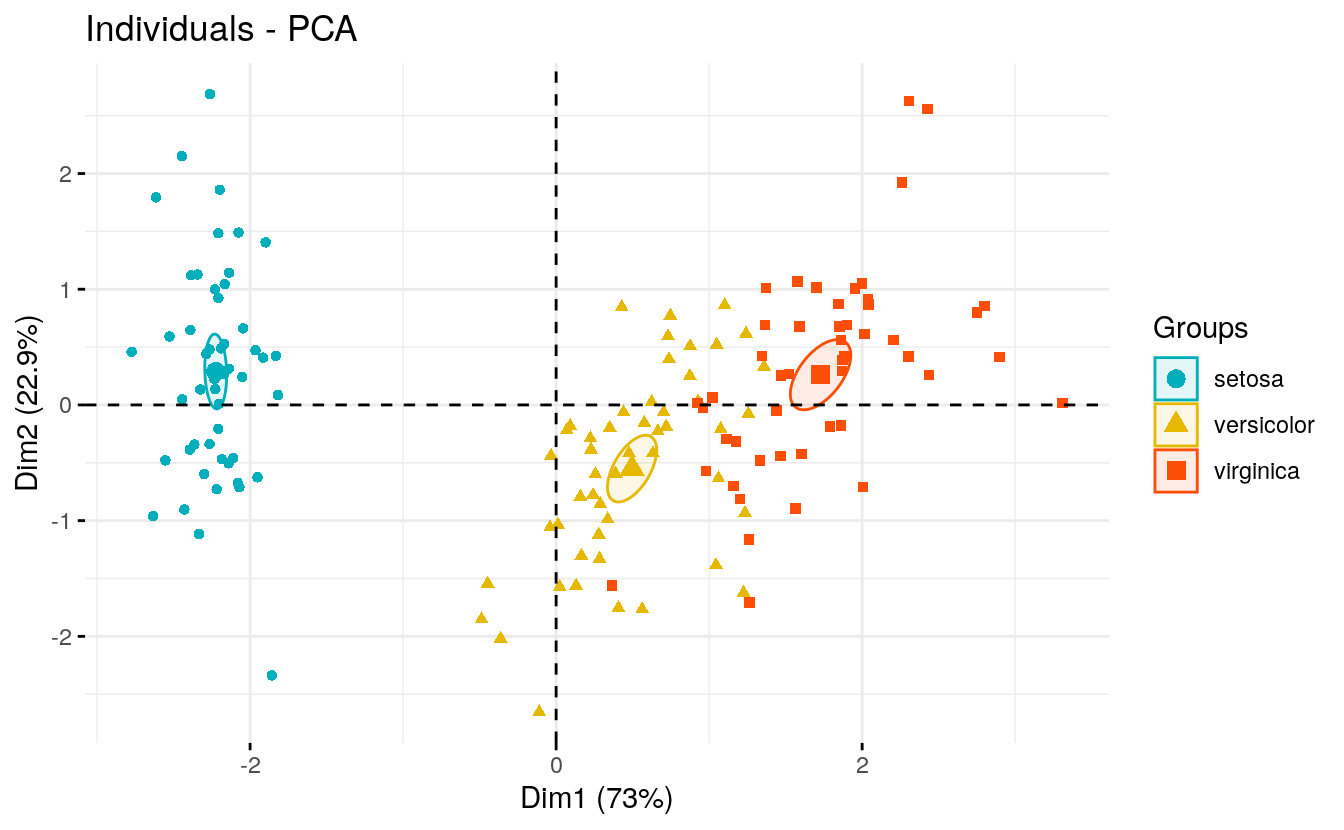 Individuals - PCA
Dim2 (22.9%)
2
1
0
-1
-2
-2
0
2
Dim1 (73%)
Groups
setosa
versicolor
virginica